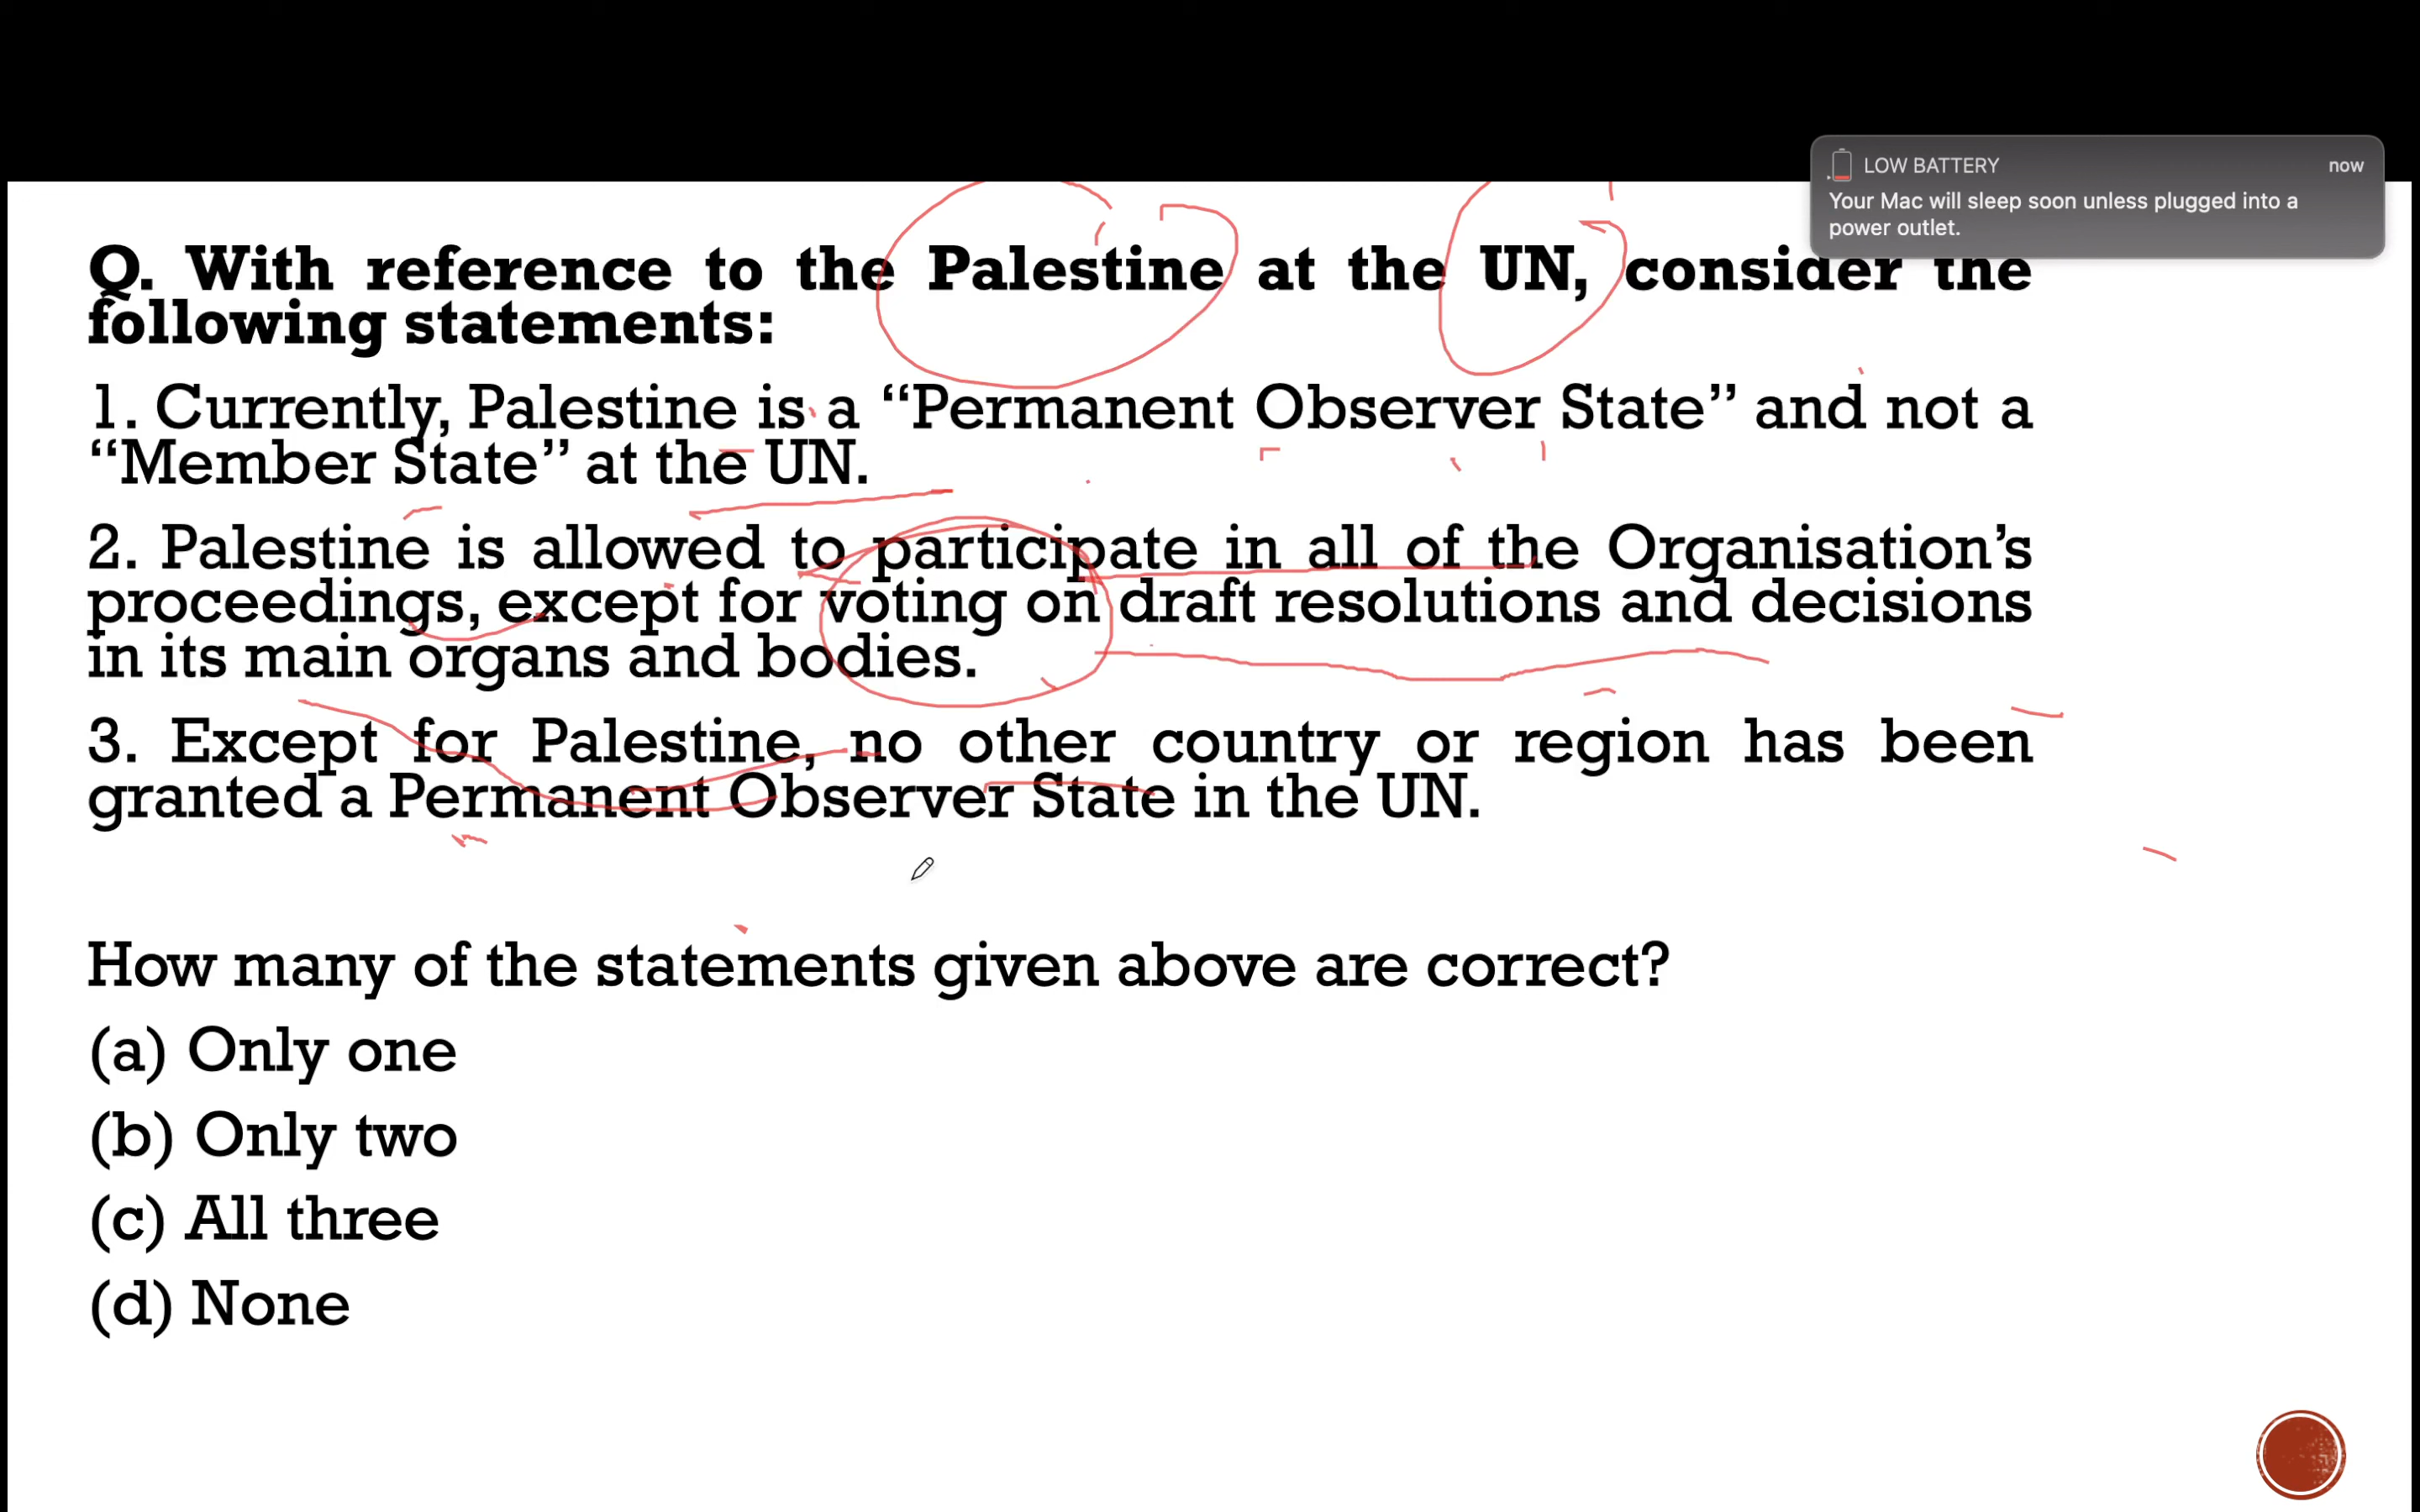 LOW BATTERY
now
Your Mac will sleep soon unless plugged into a
power outlet.
Q. With reference to the Palestine at the UN, consider the
following statements:
1. Currently, Palestine is a “Permanent Observer State” and not a
“Member State” at the UN.
2. Palestine is allowed to participate in all of the Organisation’s
proceedings, except for voting on draft resolutions and decisions
in its main organs and bodies.
3. Except for Palestine, no other country or region has been
granted a Permanent Observer State in the UN.
How many of the statements given above are correct?
(a) Only one
(b) Only two
(c) All three
(d) None